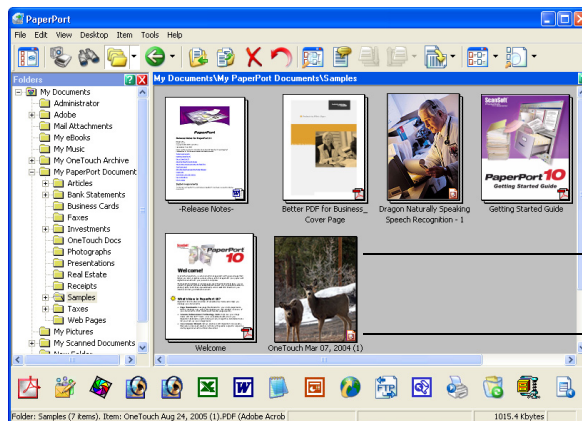 PaperPort
File Edit View Desktop Item Tools Help
Folders
My Documents\My PaperPort Documents\Samples
My Documents
Administrator
Adobe
Mail Attachments
My eBooks
My Music
My OneTouch Archive
My PaperPort Document
Articles
Bank Statements
Business Cards
Faxes
Investments
OneTouch Docs
Photographs
Presentations
Real Estate
Receipts
Samples
Taxes
Web Pages
My Pictures
My Scanned Documents
New Folder
PaperPort
-Release Notes-
Better PDF for Business_
Cover Page
Dragon Naturally Speaking
Speech Recognition - 1
ScanSoft
PaperPort
10
Getting Started Guide
Getting Started Guide
PaperPort
10
Welcome!
Welcome
OneTouch Mar 07, 2004 (1)
FTP
Folder: Samples (7 items). Item: OneTouch Aug 24, 2005 (1).PDF (Adobe Acrob
1015.4 Kbytes